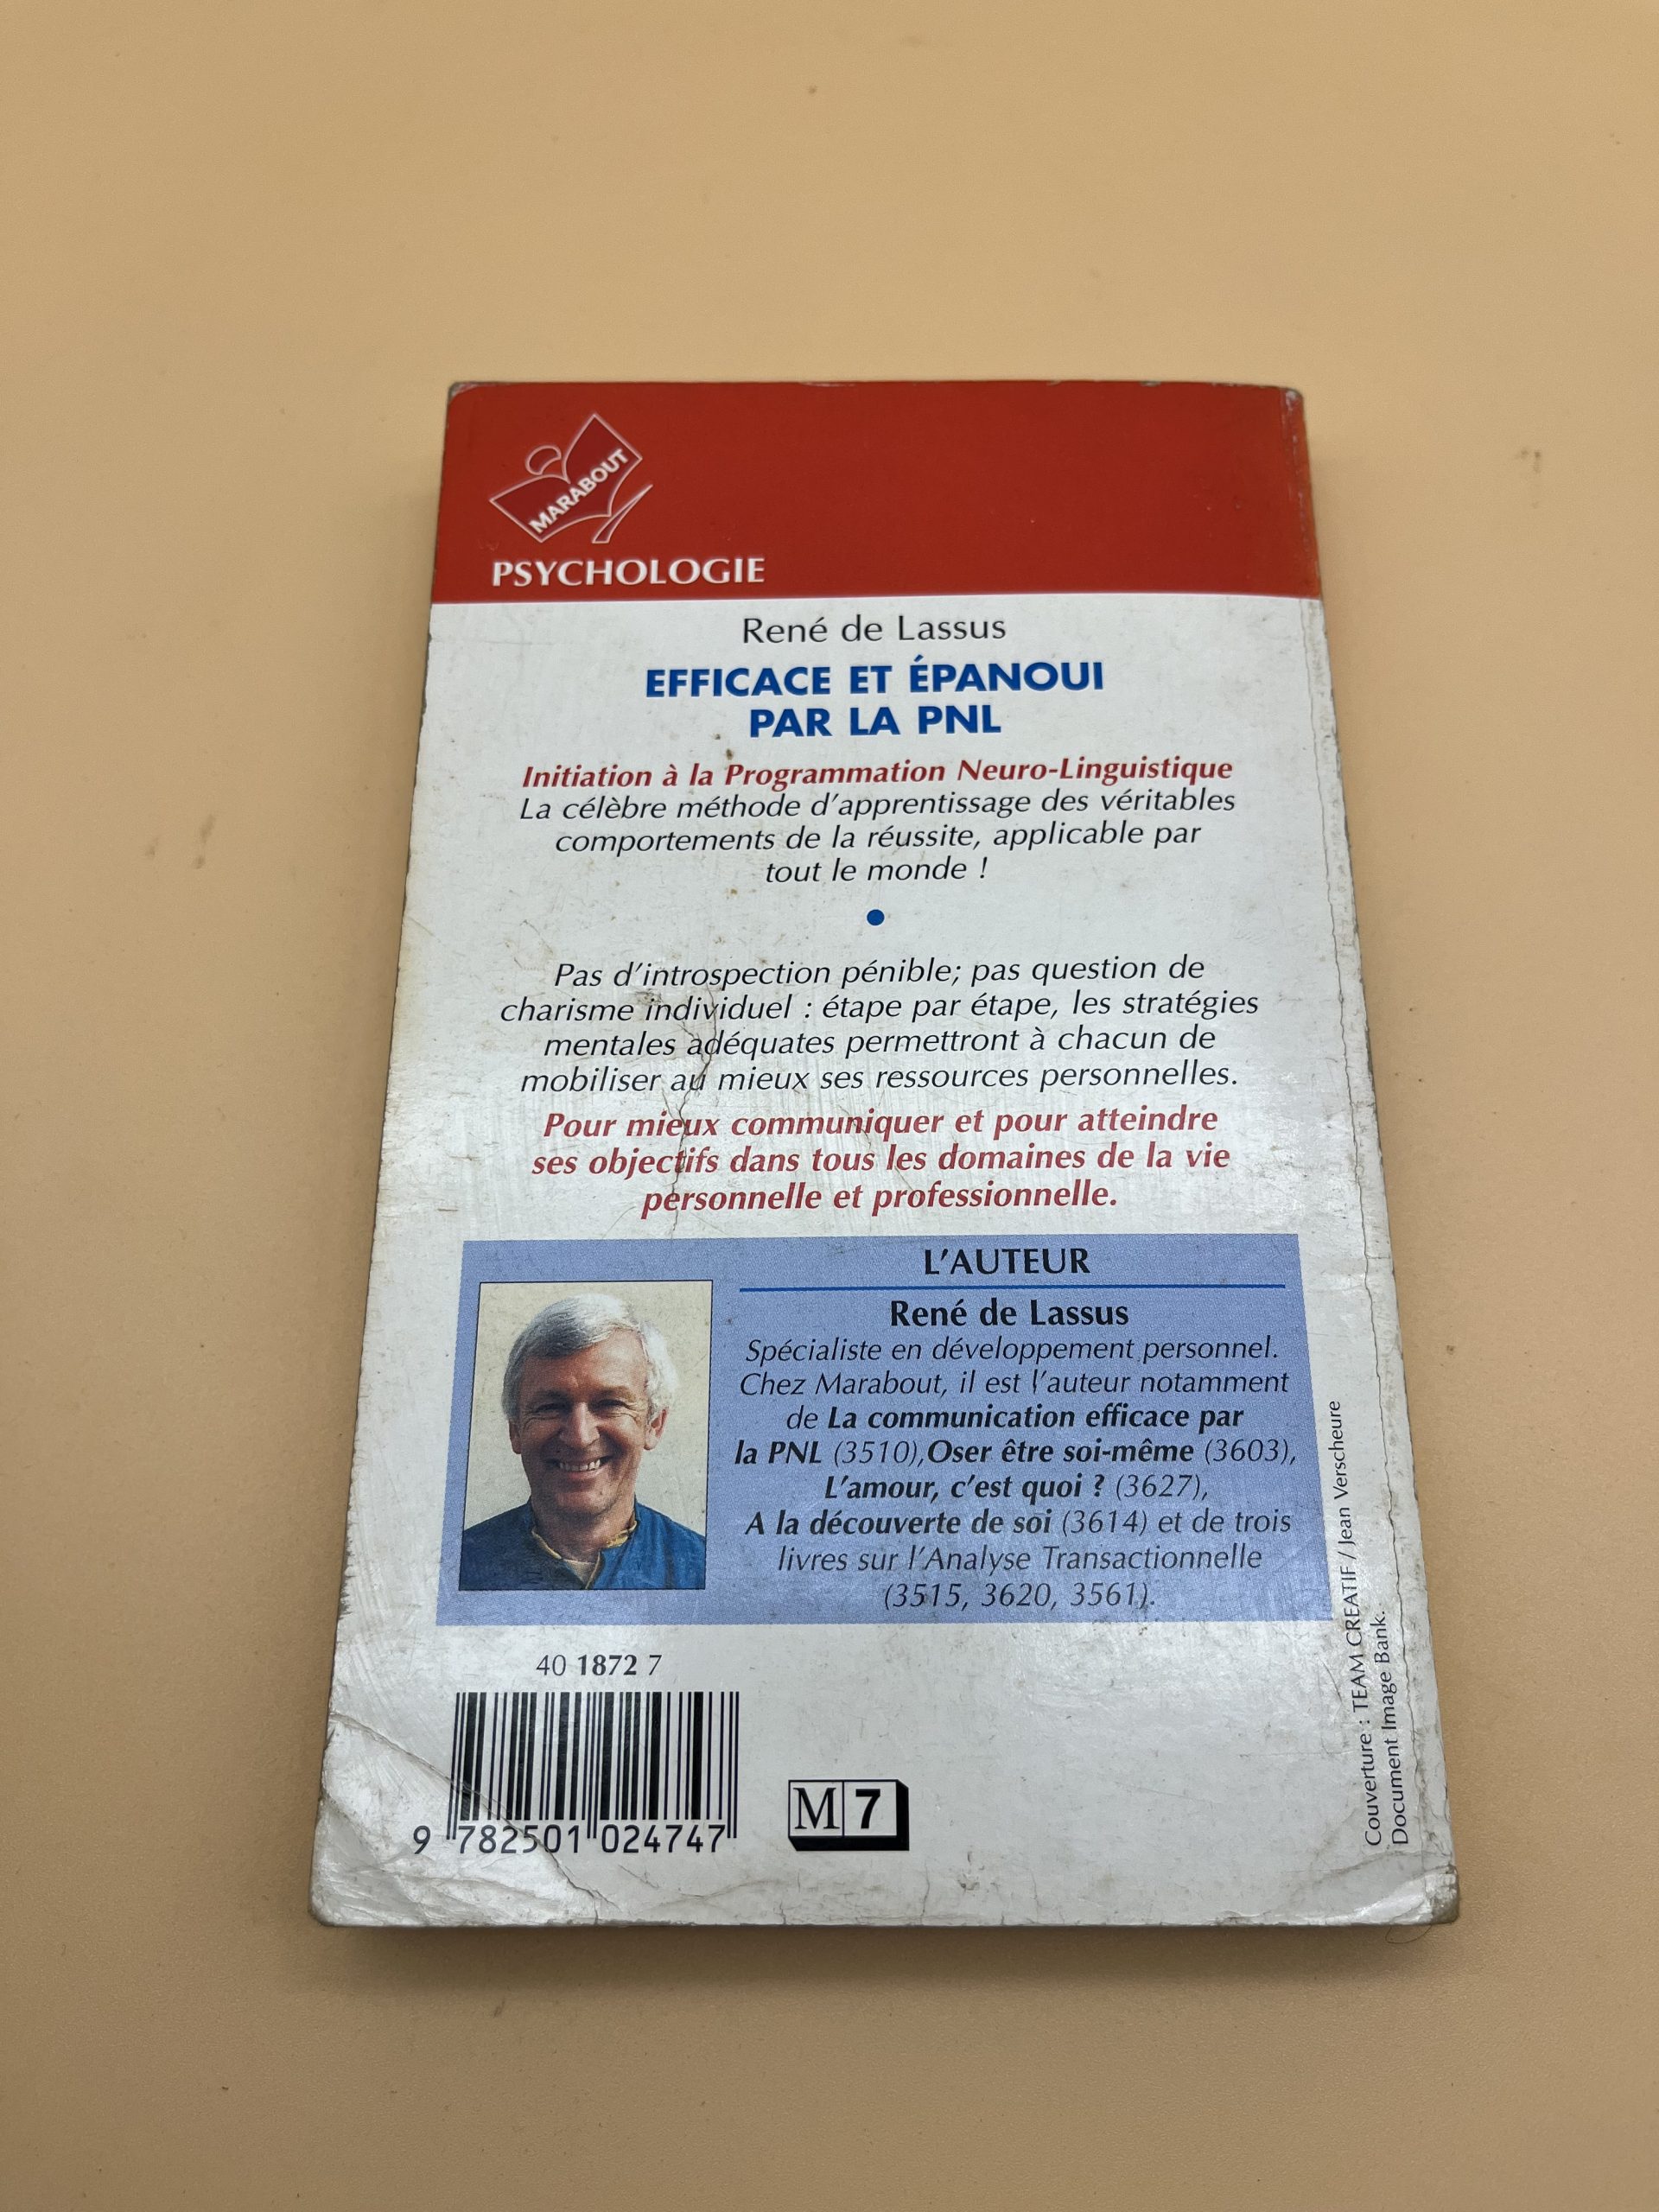 MARABOUT
PSYCHOLOGIE
René de Lassus
EFFICACE ET ÉPANOUI
PAR LA PNL
Initiation à la Programmation Neuro-Linguistique
La célèbre méthode d'apprentissage des véritables
comportements de la réussite, applicable par
tout le monde !
Pas d'introspection pénible; pas question de
charisme individuel : étape par étape, les stratégies
mentales adéquates permettront à chacun de
mobiliser au mieux ses ressources personnelles.
Pour mieux communiquer et pour atteindre
ses objectifs dans tous les domaines de la vie
personnelle et professionnelle.
L'AUTEUR
René de Lassus
Spécialiste en développement personnel.
Chez Marabout, il est l'auteur notamment
de La communication efficace par
la PNL (3510), Oser être soi-même (3603),
L'amour, c'est quoi ? (3627),
A la découverte de soi (3614) et de trois
livres sur l'Analyse Transactionnelle
(3515, 3620, 3561).
40 1872 7
9 782501 024747
M 7
Couverture : TEAM CREATIF / Jean Verscheure
Document Image Bank.